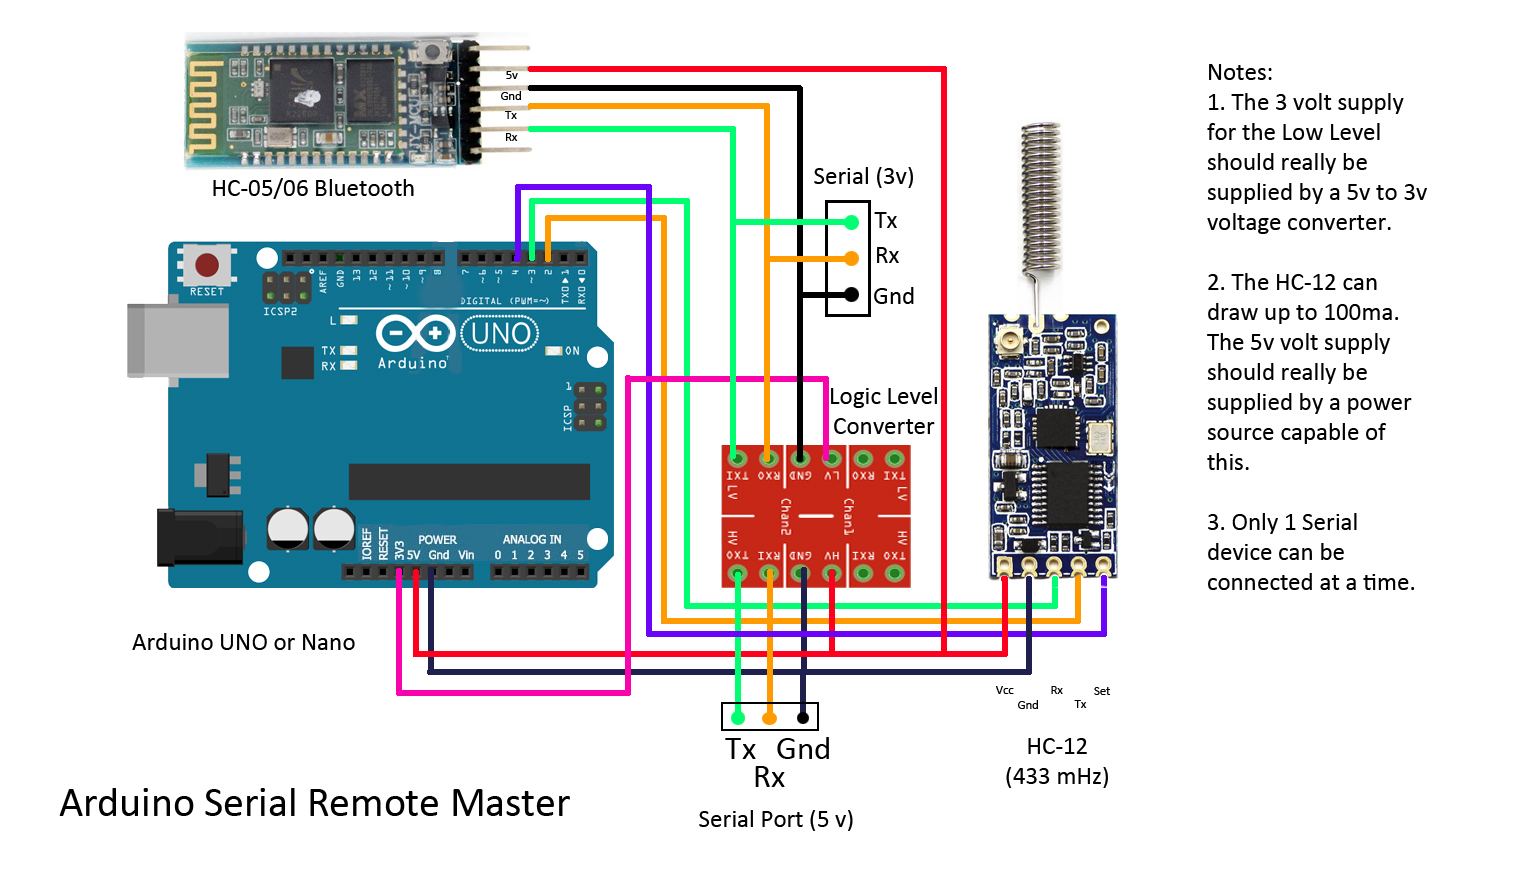 5v
Gnd
Tx
Rx
JY-MCU
HC-05/06 Bluetooth
Notes:
1. The 3 volt supply
for the Low Level
should really be
supplied by a 5v to 3v
voltage converter.
2. The HC-12 can
draw up to 100ma.
The 5v volt supply
should really be
supplied by a power
source capable of
this.
3. Only 1 Serial
device can be
connected at a time.
Serial (3v)
Tx
Rx
Gnd
RESET
ICSP2
AREF
GND
13
12
~11
~10
~9
8
7
~6
~5
4
~3
2
TX0▶1
RX0◀0
DIGITAL (PWM=~)
L
TX
RX
Arduino
UNO
ON
1
ICSP
IOREF
RESET
3V3
5V
Gnd
Vin
POWER
ANALOG IN
0 1 2 3 4 5
Arduino UNO or Nano
Logic Level
Converter
TXI
RXO
GND
LV
RXO
TXI
LV
LV
Chan2
Chan1
HV
HV
TXO
RXI
GND
HV
RXI
TXO
Tx Gnd
Rx
Serial Port (5 v)
Vcc
Gnd
Rx
Tx
Set
HC-12
(433 mHz)
Arduino Serial Remote Master